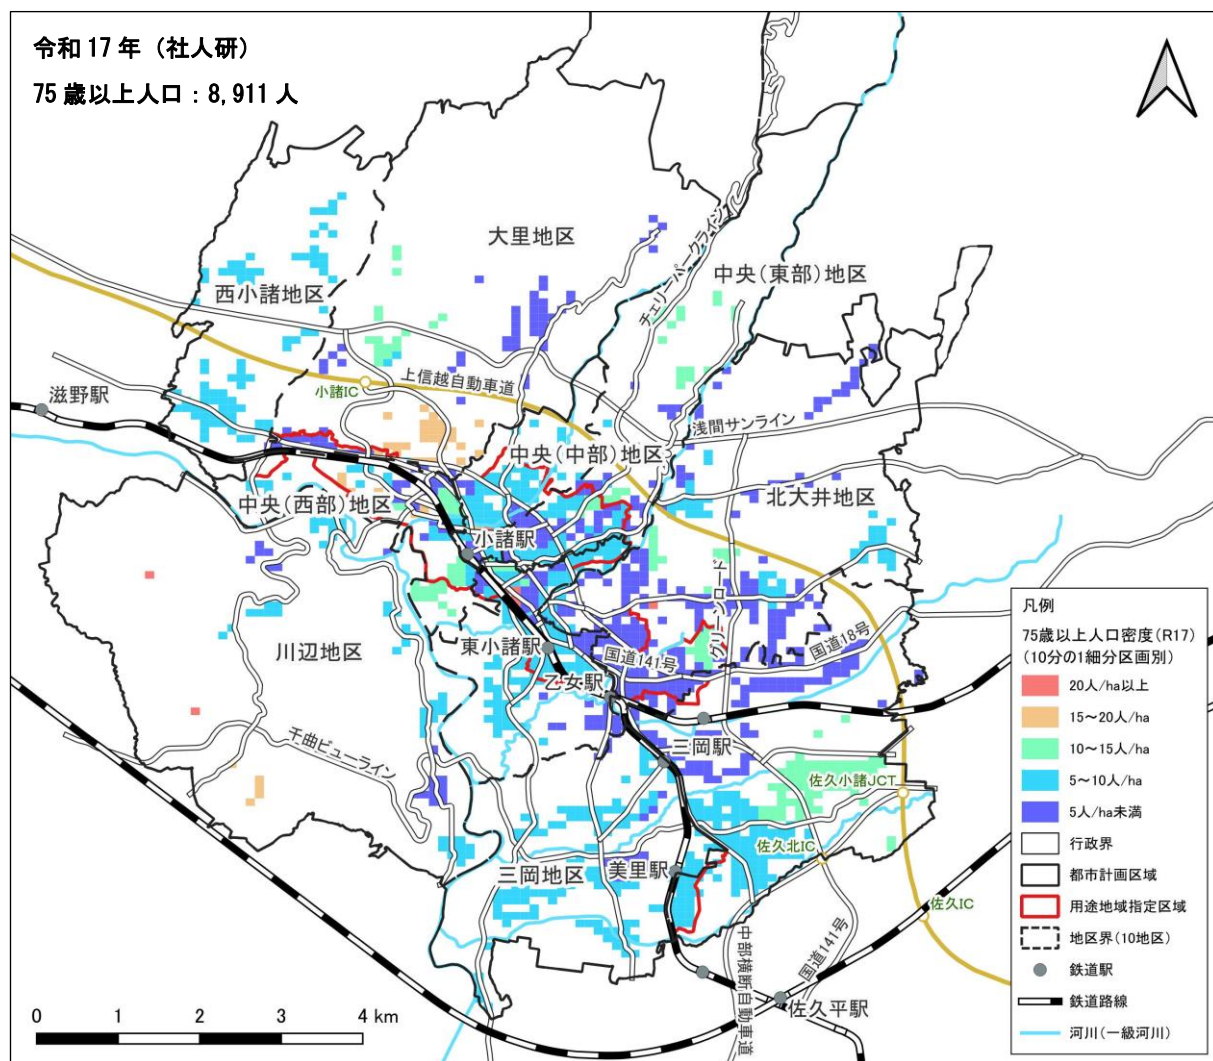 令和17年（社人研）
75歳以上人口：8,911人
大里地区
チェリーパークライン
中央(東部)地区
西小諸地区
滋野駅
小諸IC
上信越自動車道
浅間サンライン
中央(中部)地区
中央(西部)地区
北大井地区
小諸駅
グリーンロード
川辺地区
東小諸駅
国道141号
国道18号
乙女駅
千曲ビューライン
三岡駅
佐久小諸JCT
佐久北IC
三岡地区
美里駅
佐久IC
中部横断自動車道
国道141号
佐久平駅
凡例
75歳以上人口密度(R17)
(10分の1細分区画別)
20人/ha以上
15～20人/ha
10～15人/ha
5～10人/ha
5人/ha未満
行政界
都市計画区域
用途地域指定区域
地区界(10地区)
鉄道駅
鉄道路線
河川(一級河川)
0 1 2 3 4 km